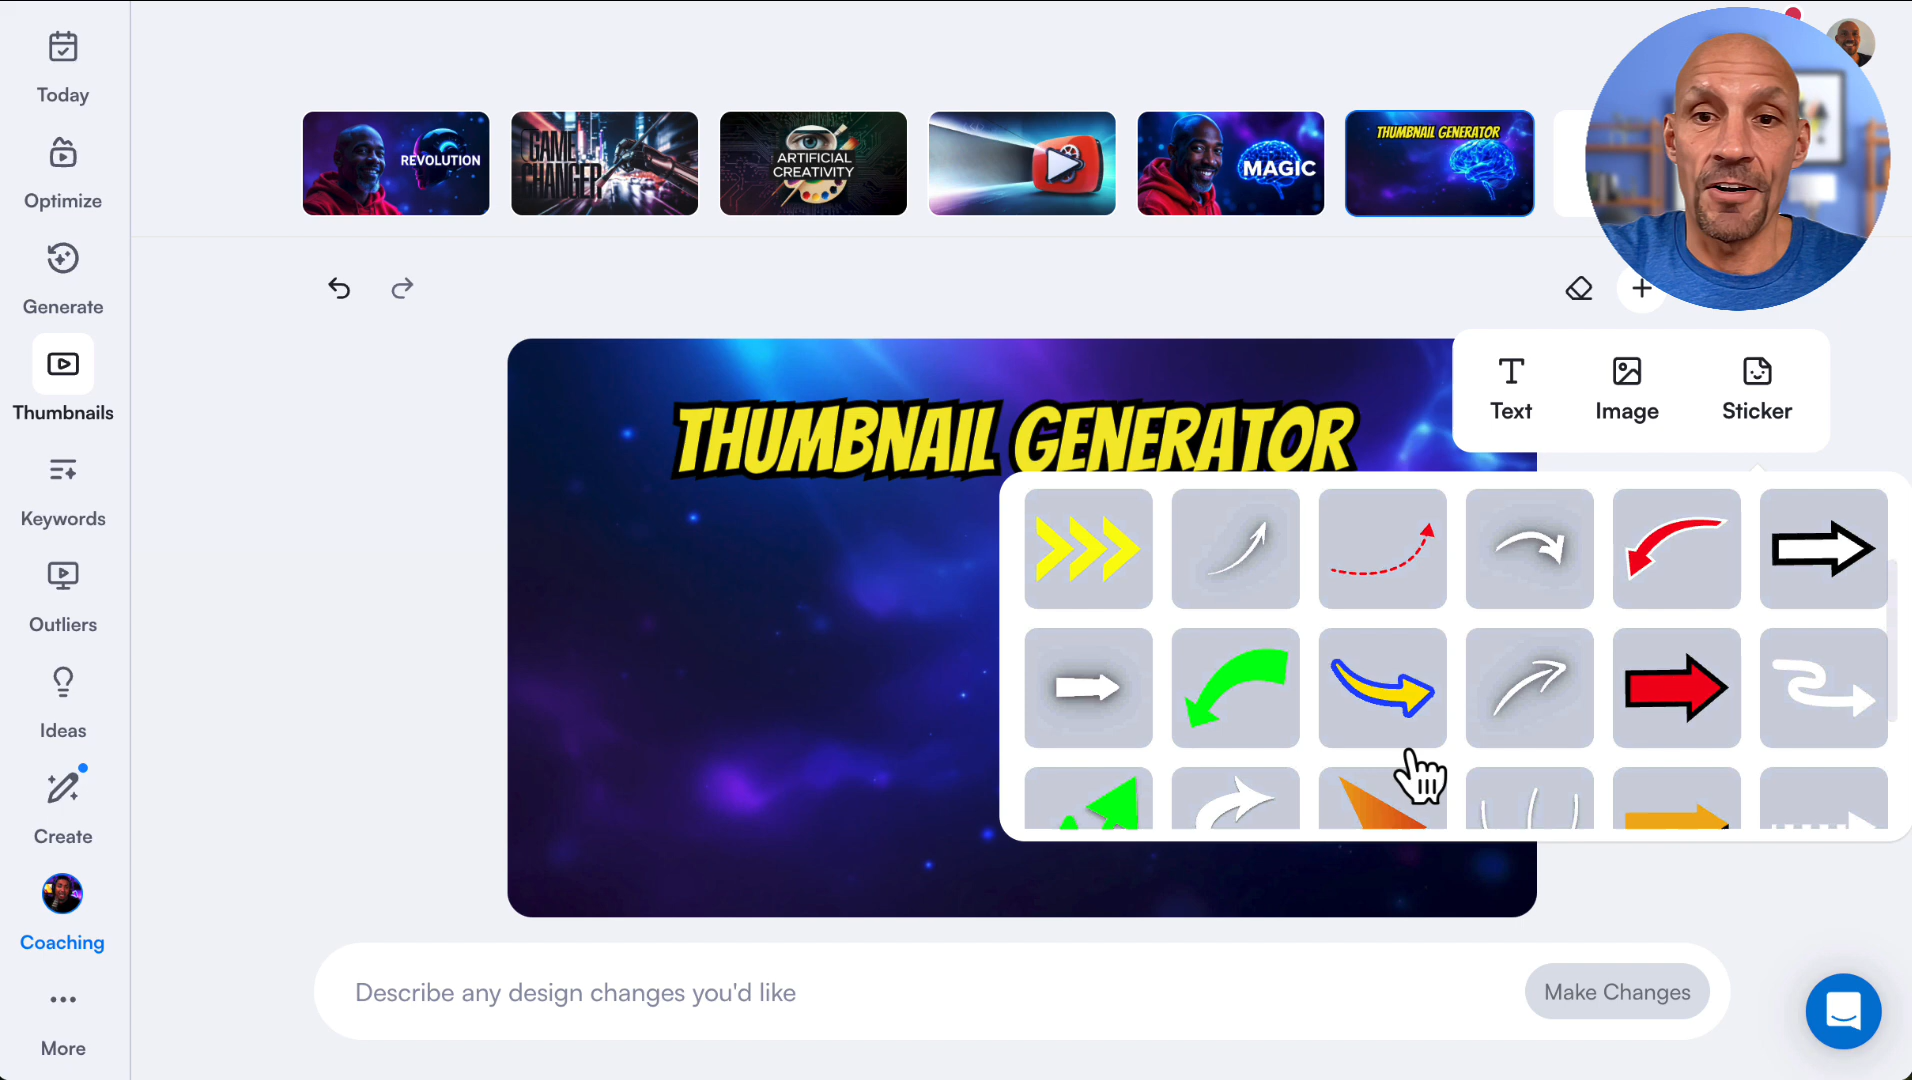 Today
Optimize
Generate
Thumbnails
Keywords
Outliers
Ideas
Create
Coaching
More
REVOLUTION
GAME
CHANGER
ARTIFICIAL
CREATIVITY
MAGIC
THUMBNAIL GENERATOR
Text
Image
Sticker
THUMBNAIL GENERATOR
Describe any design changes you'd like
Make Changes